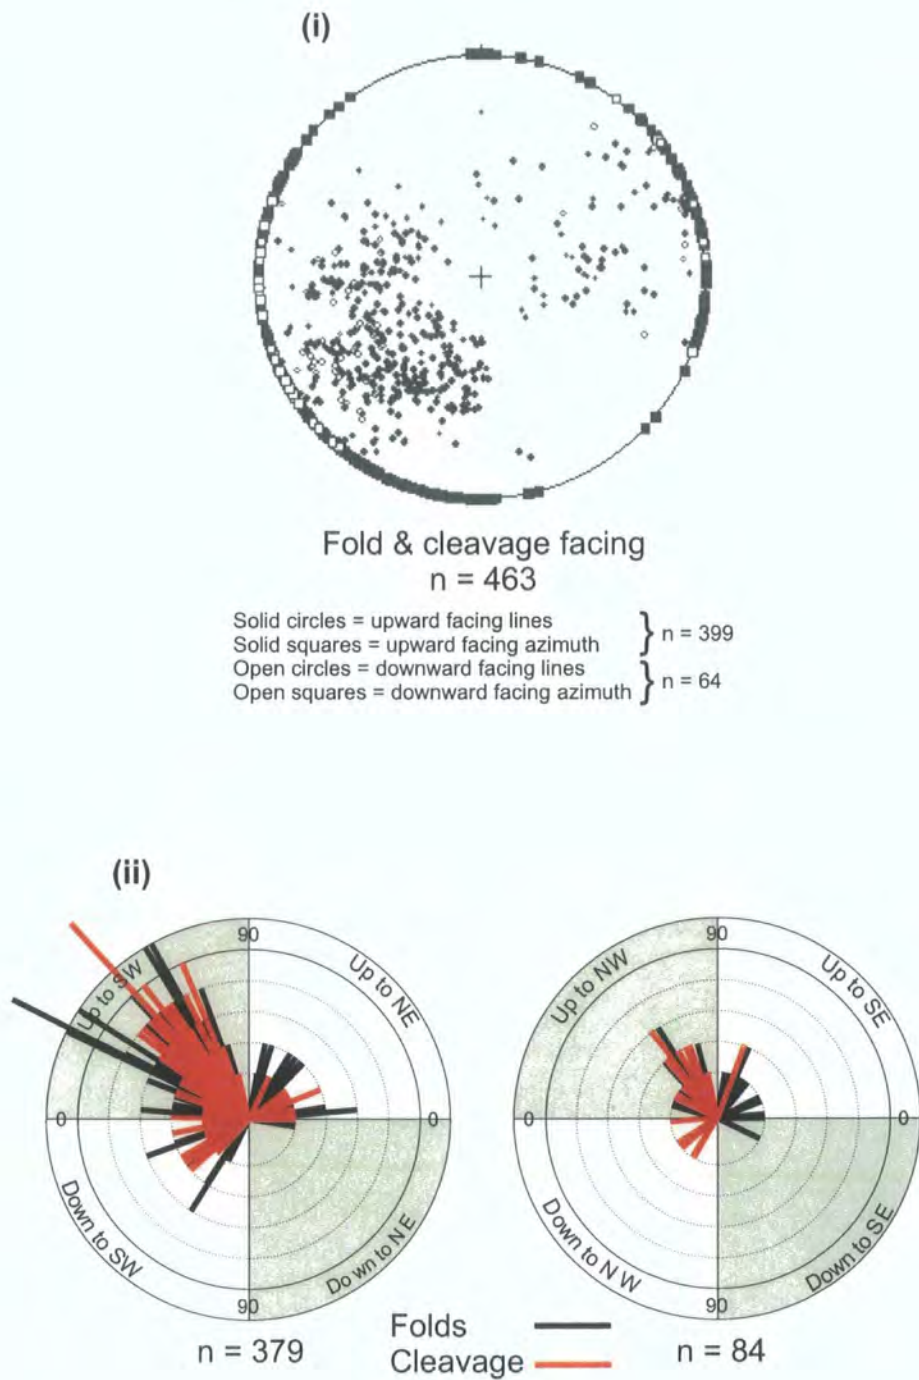 (i)
Fold & cleavage facing
n = 463
Solid circles = upward facing lines
Solid squares = upward facing azimuth
} n = 399
Open circles = downward facing lines
Open squares = downward facing azimuth
} n = 64
(ii)
90
Up to SW
Up to NE
0
0
Down to SW
Do wn to NE
90
n = 379
90
Up to NW
Up to SE
0
0
Down to N W
Down to SE
90
n = 84
Folds
Cleavage